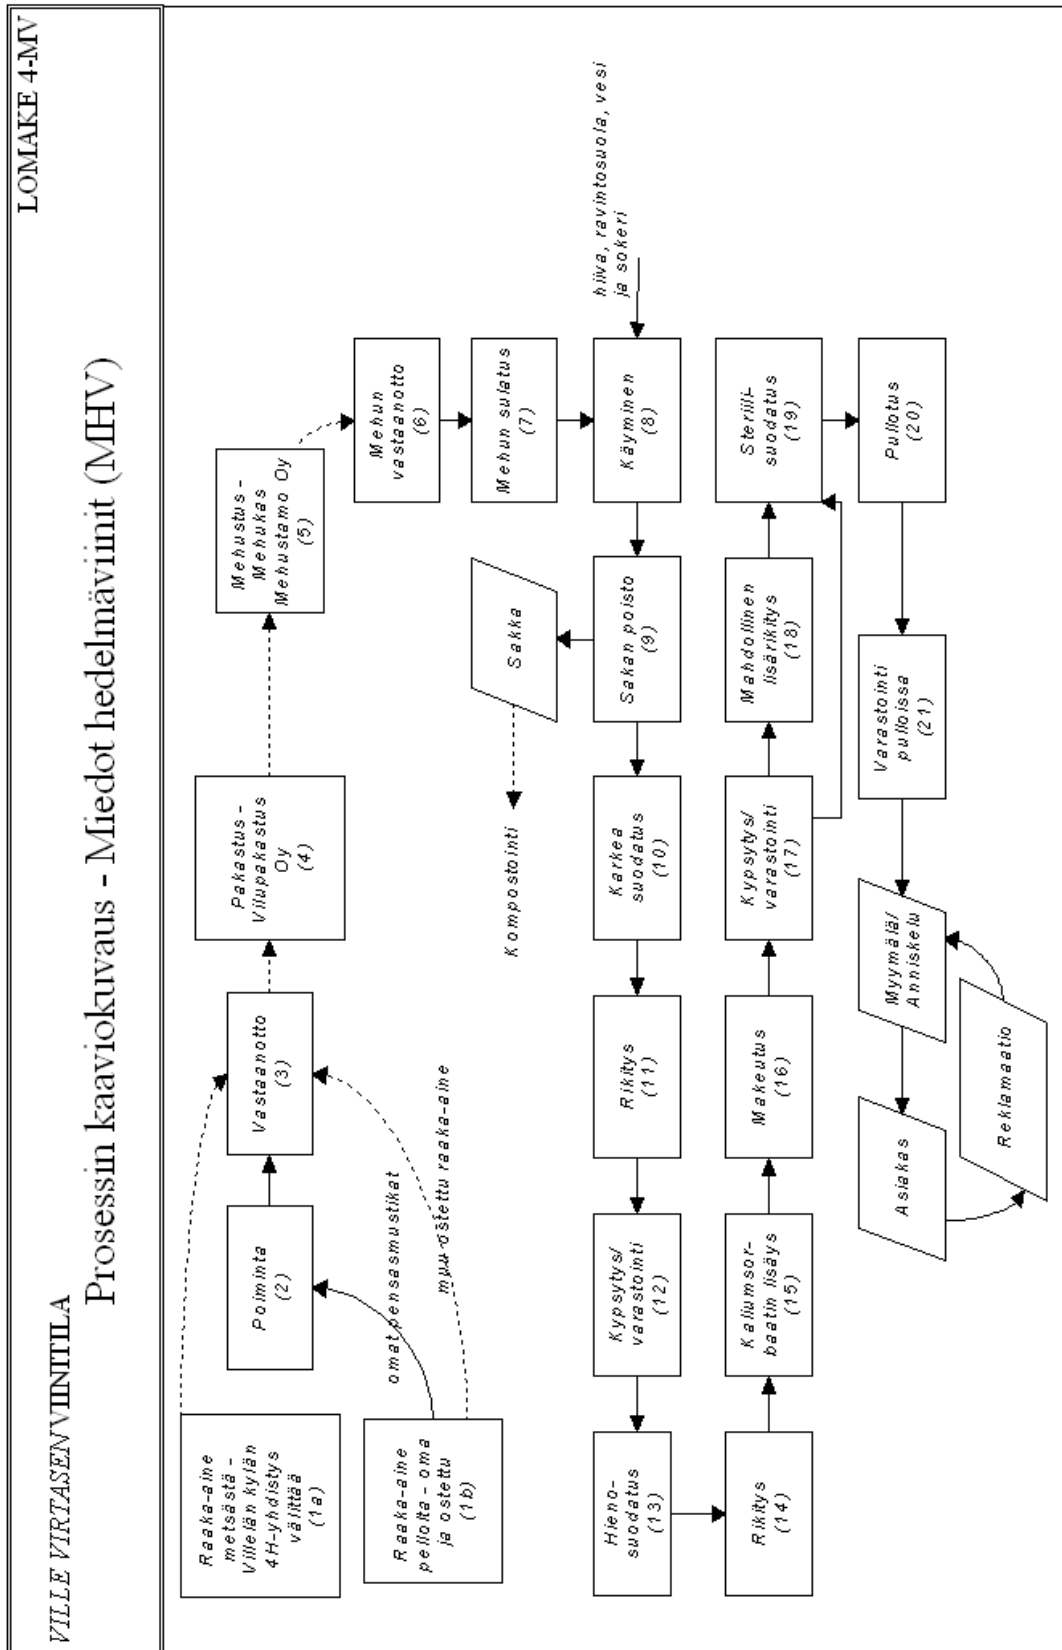 VILLE VIRTASEN VIINITILA
LOMAKE 4-MV
Prosessin kaaviokuvaus - Miedot hedelmäviinit (MHV)
Raaka-aine
metsästä -
Villelän kylän
4H-yhdistys
välittää
(1a)
Raaka-aine
pellolta - oma
ja ostettu
(1b)
omat pensasmustikat
muu ostettu raaka-aine
Poiminta
(2)
Vastaanotto
(3)
Pakastus -
Vilupakastus
Oy
(4)
Mehustus -
Mehukas
Mehustamo Oy
(5)
Mehun
vastaanotto
(6)
Mehun sulatus
(7)
hiiva, ravintosuola, vesi
ja sokeri
Käyminen
(8)
Sakan poisto
(9)
Sakka
Kompostointi
Karkea
suodatus
(10)
Rikitys
(11)
Kypsytys/
varastointi
(12)
Hieno-
suodatus
(13)
Rikitys
(14)
Kaliumsor-
baatin lisäys
(15)
Makeutus
(16)
Kypsytys/
varastointi
(17)
Mahdollinen
lisärikitys
(18)
Steriili-
suodatus
(19)
Pullotus
(20)
Varastointi
pulloissa
(21)
Myymälä/
Anniskelu
Asiakas
Reklamaatio